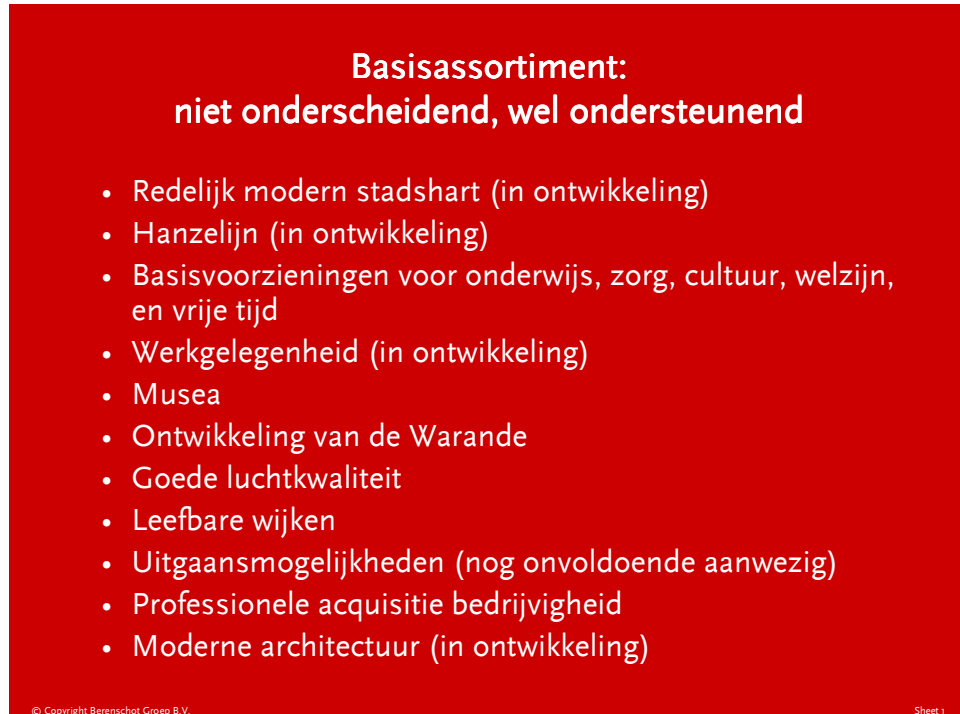 Basisassortiment:
niet onderscheidend, wel ondersteunend
• Redelijk modern stadshart (in ontwikkeling)
• Hanzelijn (in ontwikkeling)
• Basisvoorzieningen voor onderwijs, zorg, cultuur, welzijn,
en vrije tijd
• Werkgelegenheid (in ontwikkeling)
• Musea
• Ontwikkeling van de Warande
• Goede luchtkwaliteit
• Leefbare wijken
• Uitgaansmogelijkheden (nog onvoldoende aanwezig)
• Professionele acquisitie bedrijvigheid
• Moderne architectuur (in ontwikkeling)
© Copyright Berenschot Groep B.V.
Sheet 1